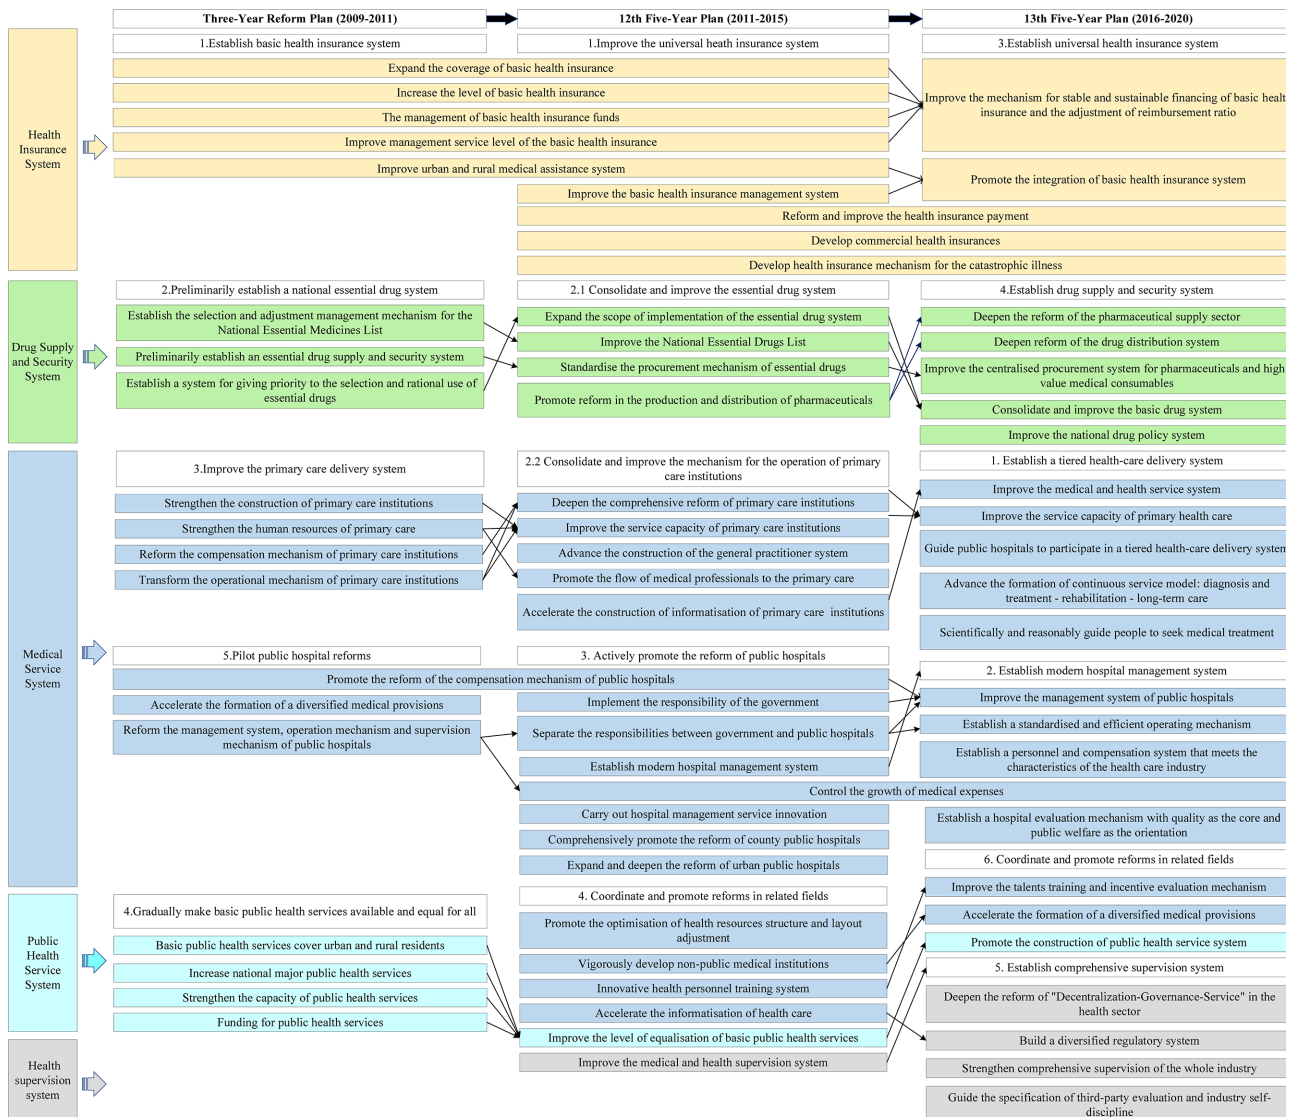 Three-Year Reform Plan (2009-2011)
12th Five-Year Plan (2011-2015)
13th Five-Year Plan (2016-2020)
Health
Insurance
System
1.Establish basic health insurance system
1.Improve the universal heath insurance system
3.Establish universal health insurance system
Expand the coverage of basic health insurance
Increase the level of basic health insurance
The management of basic health insurance funds
Improve management service level of the basic health insurance
Improve the mechanism for stable and sustainable financing of basic healt
insurance and the adjustment of reimbursement ratio
Improve urban and rural medical assistance system
Improve the basic health insurance management system
Promote the integration of basic health insurance system
Reform and improve the health insurance payment
Develop commercial health insurances
Develop health insurance mechanism for the catastrophic illness
Drug Supply
and Security
System
2.Preliminarily establish a national essential drug system
2.1 Consolidate and improve the essential drug system
4.Establish drug supply and security system
Establish the selection and adjustment management mechanism for the
National Essential Medicines List
Preliminarily establish an essential drug supply and security system
Establish a system for giving priority to the selection and rational use of
essential drugs
Expand the scope of implementation of the essential drug system
Improve the National Essential Drugs List
Standardise the procurement mechanism of essential drugs
Promote reform in the production and distribution of pharmaceuticals
Deepen the reform of the pharmaceutical supply sector
Deepen reform of the drug distribution system
Improve the centralised procurement system for pharmaceuticals and high
value medical consumables
Consolidate and improve the basic drug system
Improve the national drug policy system
Medical
Service
System
3.Improve the primary care delivery system
2.2 Consolidate and improve the mechanism for the operation of primary
care institutions
1. Establish a tiered health-care delivery system
Strengthen the construction of primary care institutions
Strengthen the human resources of primary care
Reform the compensation mechanism of primary care institutions
Transform the operational mechanism of primary care institutions
Deepen the comprehensive reform of primary care institutions
Improve the service capacity of primary care institutions
Advance the construction of the general practitioner system
Promote the flow of medical professionals to the primary care
Accelerate the construction of informatisation of primary care institutions
Improve the medical and health service system
Improve the service capacity of primary health care
Guide public hospitals to participate in a tiered health-care delivery system
Advance the formation of continuous service model: diagnosis and
treatment - rehabilitation - long-term care
Scientifically and reasonably guide people to seek medical treatment
5.Pilot public hospital reforms
3. Actively promote the reform of public hospitals
2. Establish modern hospital management system
Promote the reform of the compensation mechanism of public hospitals
Accelerate the formation of a diversified medical provisions
Reform the management system, operation mechanism and supervision
mechanism of public hospitals
Implement the responsibility of the government
Separate the responsibilities between government and public hospitals
Establish modern hospital management system
Improve the management system of public hospitals
Establish a standardised and efficient operating mechanism
Establish a personnel and compensation system that meets the
characteristics of the health care industry
Control the growth of medical expenses
Carry out hospital management service innovation
Comprehensively promote the reform of county public hospitals
Expand and deepen the reform of urban public hospitals
Establish a hospital evaluation mechanism with quality as the core and
public welfare as the orientation
6. Coordinate and promote reforms in related fields
Public
Health
Service
System
4.Gradually make basic public health services available and equal for all
4. Coordinate and promote reforms in related fields
Basic public health services cover urban and rural residents
Increase national major public health services
Strengthen the capacity of public health services
Funding for public health services
Promote the optimisation of health resources structure and layout
adjustment
Vigorously develop non-public medical institutions
Innovative health personnel training system
Accelerate the informatisation of health care
Improve the level of equalisation of basic public health services
Improve the medical and health supervision system
Improve the talents training and incentive evaluation mechanism
Accelerate the formation of a diversified medical provisions
Promote the construction of public health service system
5. Establish comprehensive supervision system
Deepen the reform of "Decentralization-Governance-Service" in the
health sector
Build a diversified regulatory system
Strengthen comprehensive supervision of the whole industry
Guide the specification of third-party evaluation and industry self-
discipline
Health
supervision
system